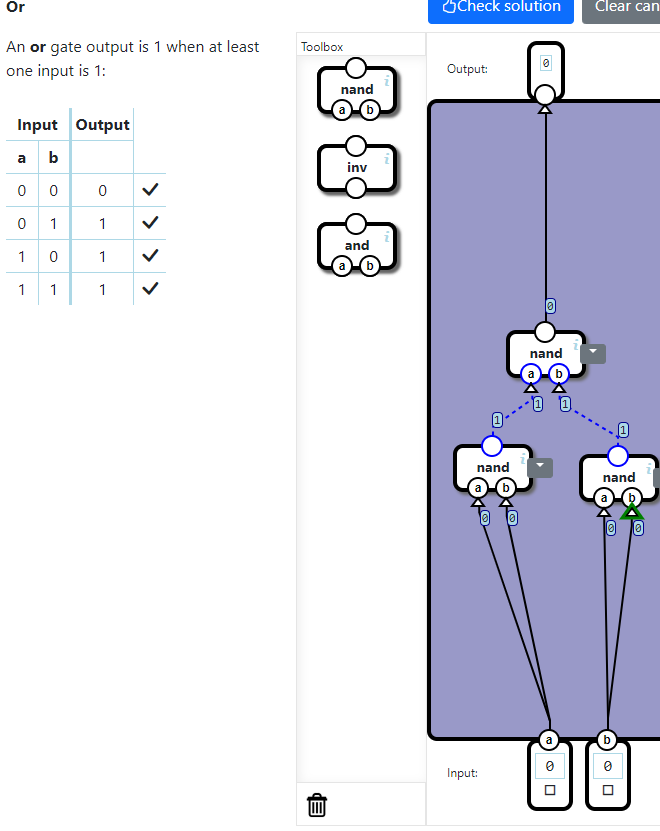 Or
Check solution
Clear can
An or gate output is 1 when at least
one input is 1:
Input Output
a b
0 0 0
0 1 1
1 0 1
1 1 1
Toolbox
nand
a b
inv
and
a b
Output:
0
0
nand
a b
1 1
1 1
nand
a b
nand
a b
0 0 0 0
a b
Input:
0 0